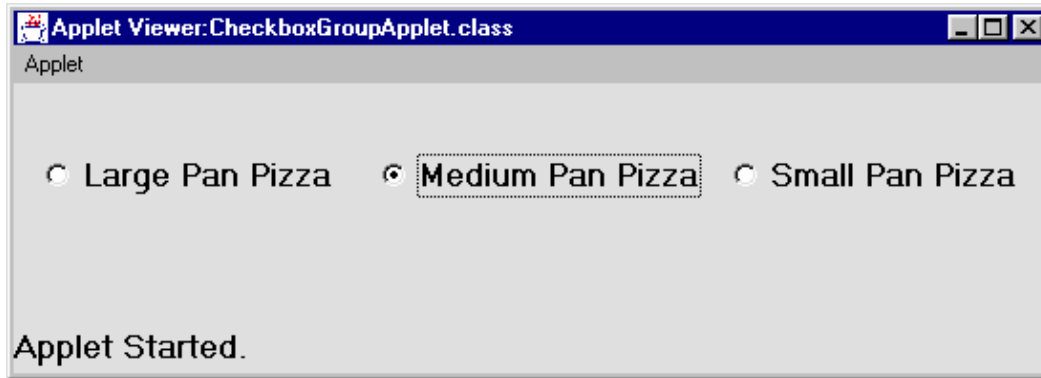 Applet Viewer:CheckboxGroupApplet.class
Applet
Large Pan Pizza Medium Pan Pizza Small Pan Pizza
Applet Started.